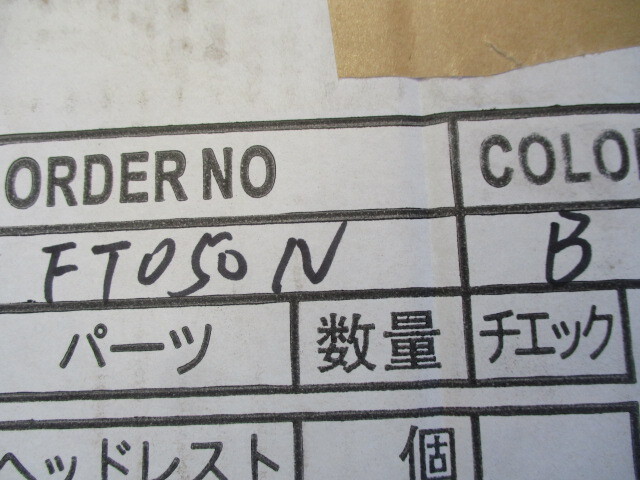 ORDER NO COLO
FT050N B
パーツ 数量 チエック
ヘッドレスト 個